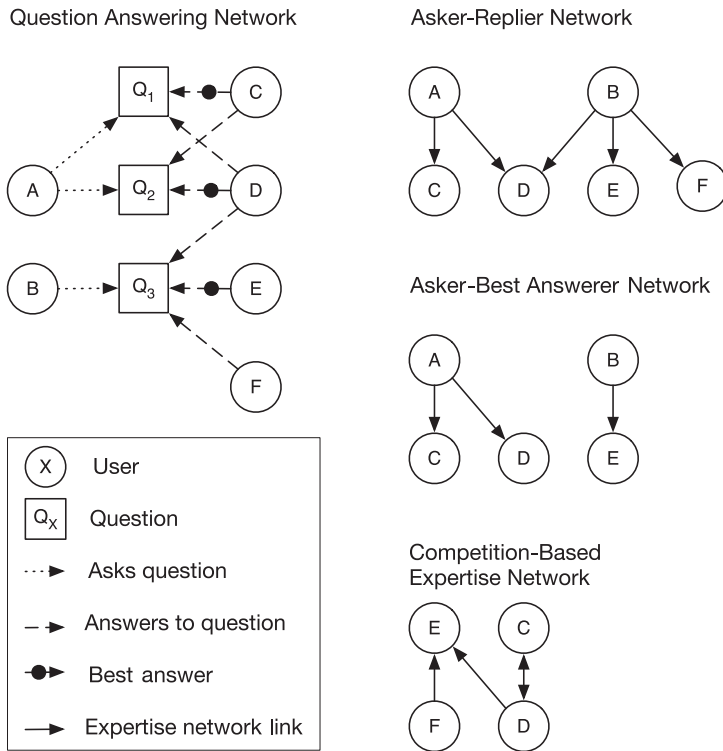 Question Answering Network
Q1
C
A
Q2
D
B
Q3
E
F
X User
QX Question
Asks question
Answers to question
Best answer
Expertise network link
Asker-Replier Network
A
B
C
D
E
F
Asker-Best Answerer Network
A
B
C
D
E
Competition-Based
Expertise Network
E
C
F
D